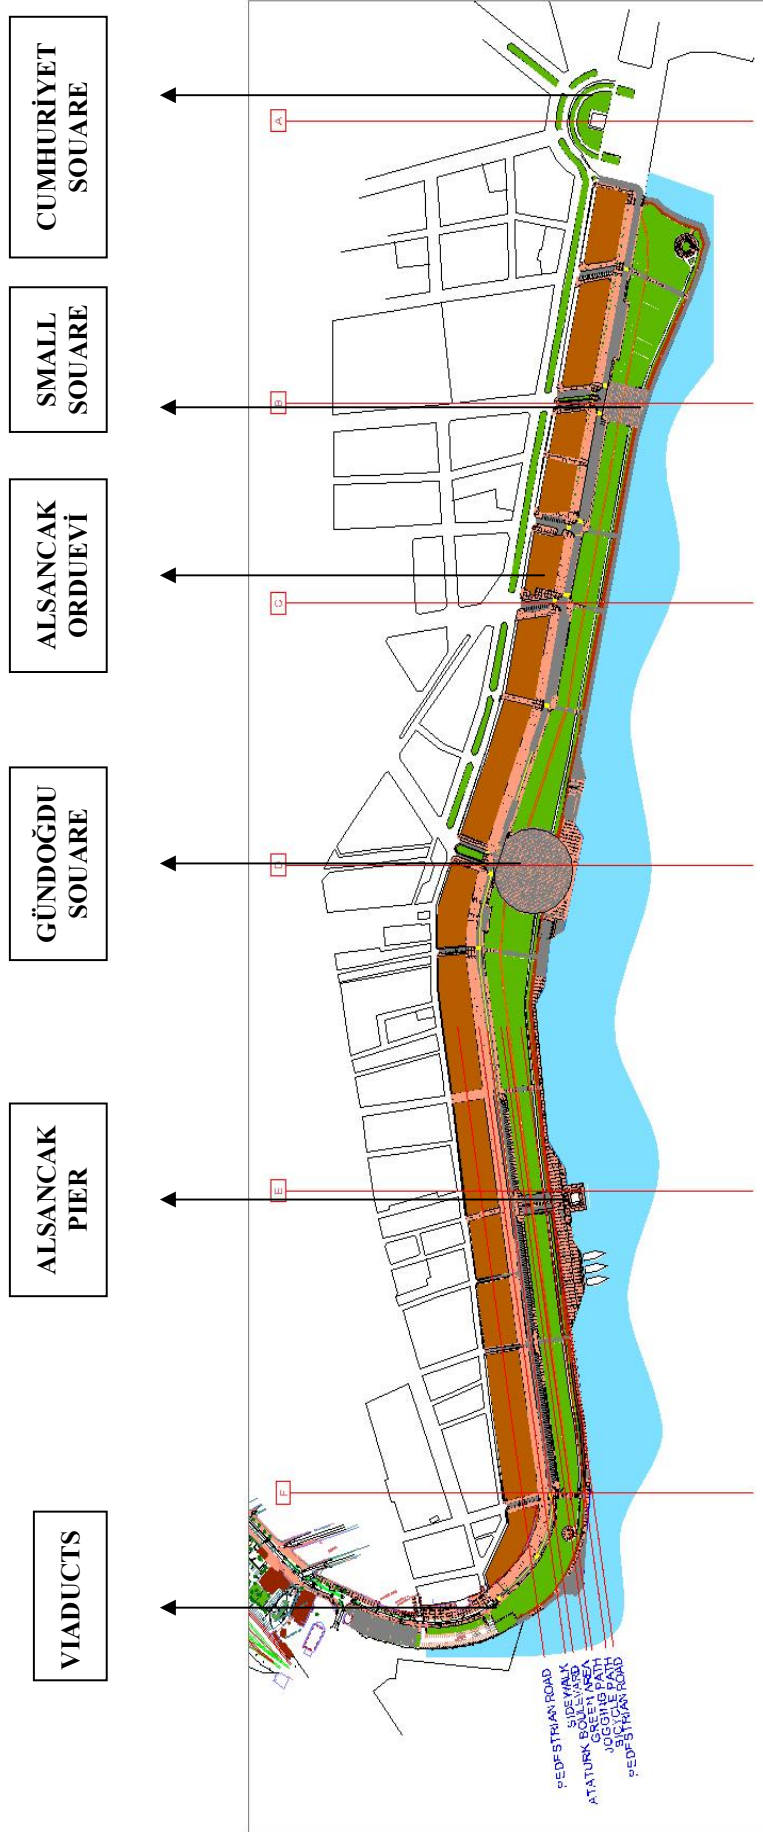 CUMHURİYET
SOUARE
A
SMALL
SOUARE
B
ALSANCAK
ORDUEVİ
C
GÜNDOĞDU
SOUARE
D
ALSANCAK
PIER
E
F
VIADUCTS
PEDESTRIAN ROAD
SIDEWALK
ATATURK BOULEVARD
GREEN AREA
JOGGING PATH
BICYCLE PATH
PEDESTRIAN ROAD